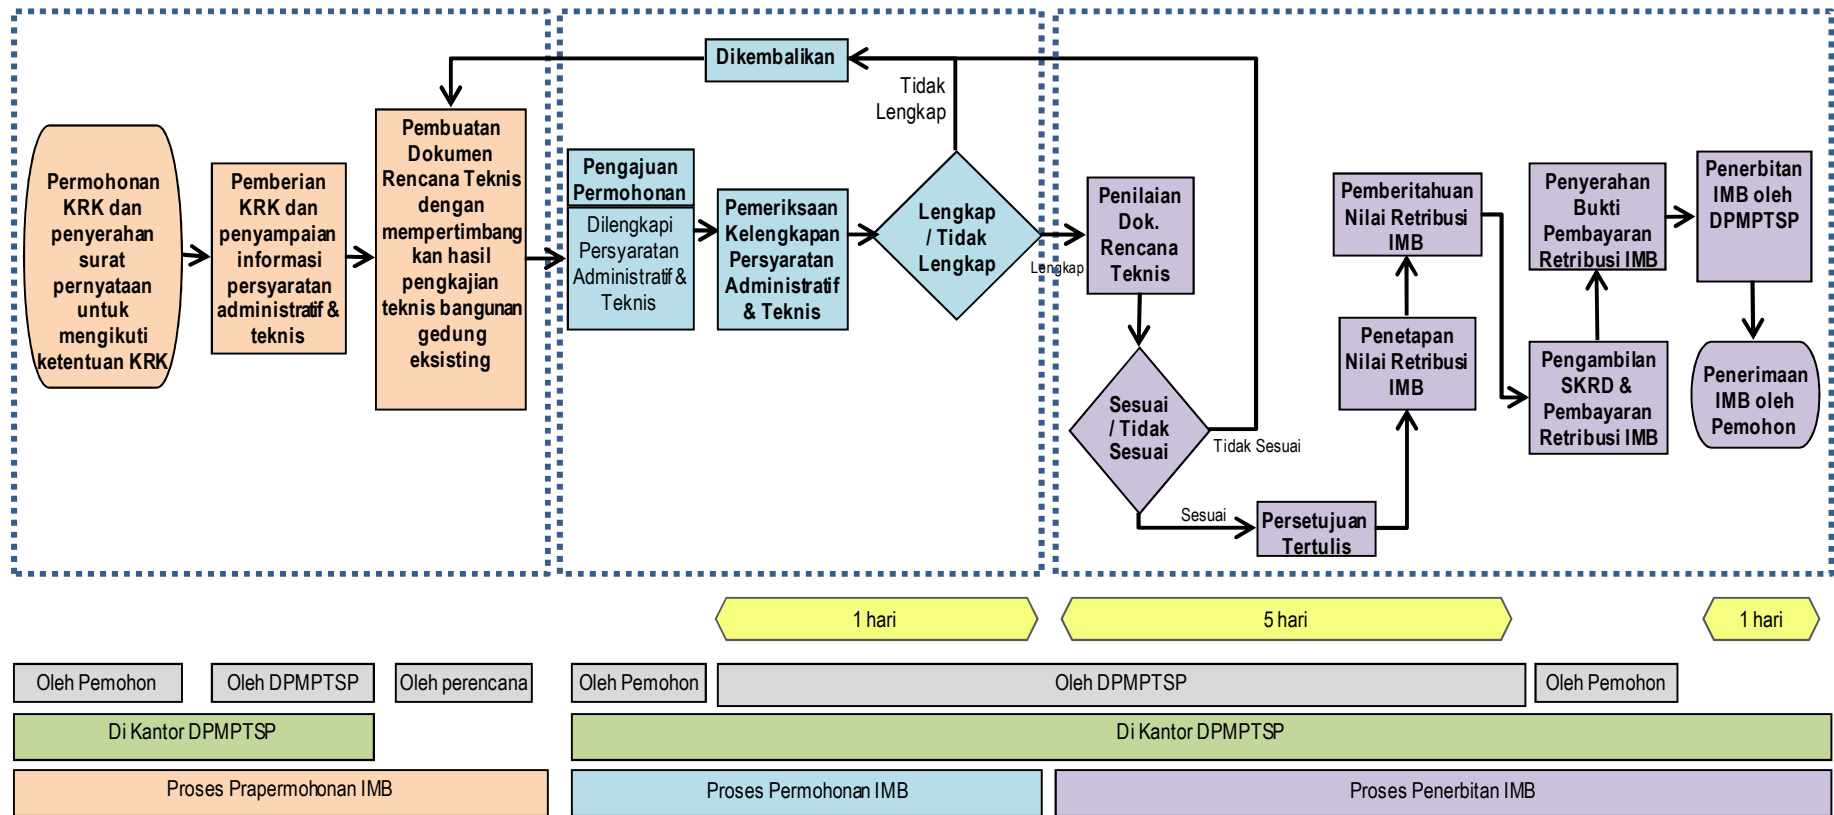 Permohonan
KRK dan
penyerahan
surat
pernyataan
untuk
mengikuti
ketentuan KRK
Pemberian
KRK dan
penyampaian
informasi
persyaratan
administratif &
teknis
Pembuatan
Dokumen
Rencana Teknis
dengan
mempertimbang
kan hasil
pengkajian
teknis bangunan
gedung
eksisting
Dikembalikan
Tidak
Lengkap
Pengajuan
Permohonan
Dilengkapi
Persyaratan
Administratif &
Teknis
Pemeriksaan
Kelengkapan
Persyaratan
Administratif
& Teknis
Lengkap
/ Tidak
Lengkap
Lengkap
Penilaian
Dok.
Rencana
Teknis
Sesuai
/ Tidak
Sesuai
Tidak Sesuai
Sesuai
Persetujuan
Tertulis
Penetapan
Nilai Retribusi
IMB
Pemberitahuan
Nilai Retribusi
IMB
Pengambilan
SKRD &
Pembayaran
Retribusi IMB
Penyerahan
Bukti
Pembayaran
Retribusi IMB
Penerbitan
IMB oleh
DPMPTSP
Penerimaan
IMB oleh
Pemohon
1 hari
5 hari
1 hari
Oleh Pemohon
Oleh DPMPTSP
Oleh perencana
Oleh Pemohon
Oleh DPMPTSP
Oleh Pemohon
Di Kantor DPMPTSP
Di Kantor DPMPTSP
Proses Prapermohonan IMB
Proses Permohonan IMB
Proses Penerbitan IMB